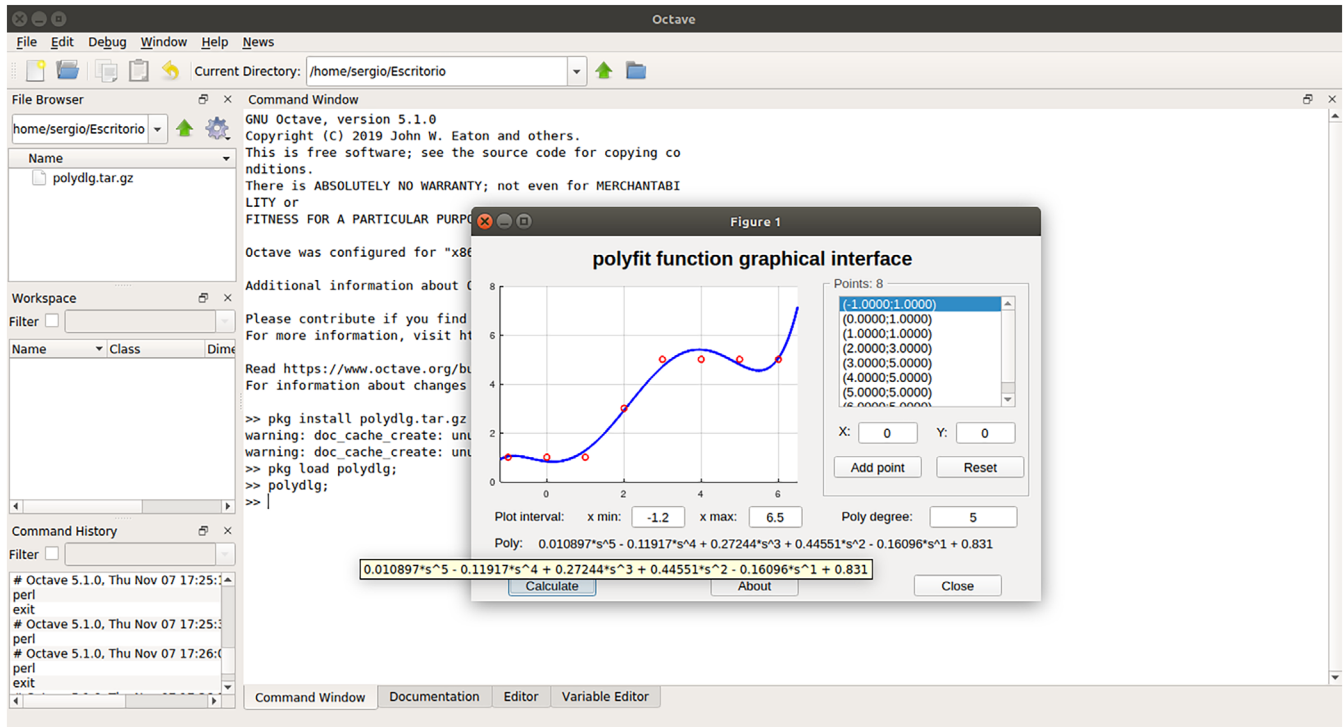 Octave
File Edit Debug Window Help News
Current Directory: /home/sergio/Escritorio
File Browser
home/sergio/Escritorio
Name
polydlg.tar.gz
Workspace
Filter
Name Class Dime
Command History
Filter
# Octave 5.1.0, Thu Nov 07 17:25:
perl
exit
# Octave 5.1.0, Thu Nov 07 17:25:
perl
# Octave 5.1.0, Thu Nov 07 17:26:
perl
exit
Command Window
GNU Octave, version 5.1.0
Copyright (C) 2019 John W. Eaton and others.
This is free software; see the source code for copying co
nditions.
There is ABSOLUTELY NO WARRANTY; not even for MERCHANTABI
LITY or
FITNESS FOR A PARTICULAR PURPO
Octave was configured for "x86
Additional information about
Please contribute if you find
For more information, visit ht
Read https://www.octave.org/bu
For information about changes
>> pkg install polydlg.tar.gz
warning: doc_cache_create: unu
warning: doc_cache_create: unu
>> pkg load polydlg;
>> polydlg;
>>
Figure 1
polyfit function graphical interface
8
6
4
2
0
0 2 4 6
Points: 8
(-1.0000;1.0000)
(0.0000;1.0000)
(1.0000;1.0000)
(2.0000;3.0000)
(3.0000;5.0000)
(4.0000;5.0000)
(5.0000;5.0000)
(6.0000;5.0000)
X: 0 Y: 0
Add point Reset
Plot interval: x min: -1.2 x max: 6.5 Poly degree: 5
Poly: 0.010897*s^5 - 0.11917*s^4 + 0.27244*s^3 + 0.44551*s^2 - 0.16096*s^1 + 0.831
0.010897*s^5 - 0.11917*s^4 + 0.27244*s^3 + 0.44551*s^2 - 0.16096*s^1 + 0.831
Calculate About Close
Command Window Documentation Editor Variable Editor